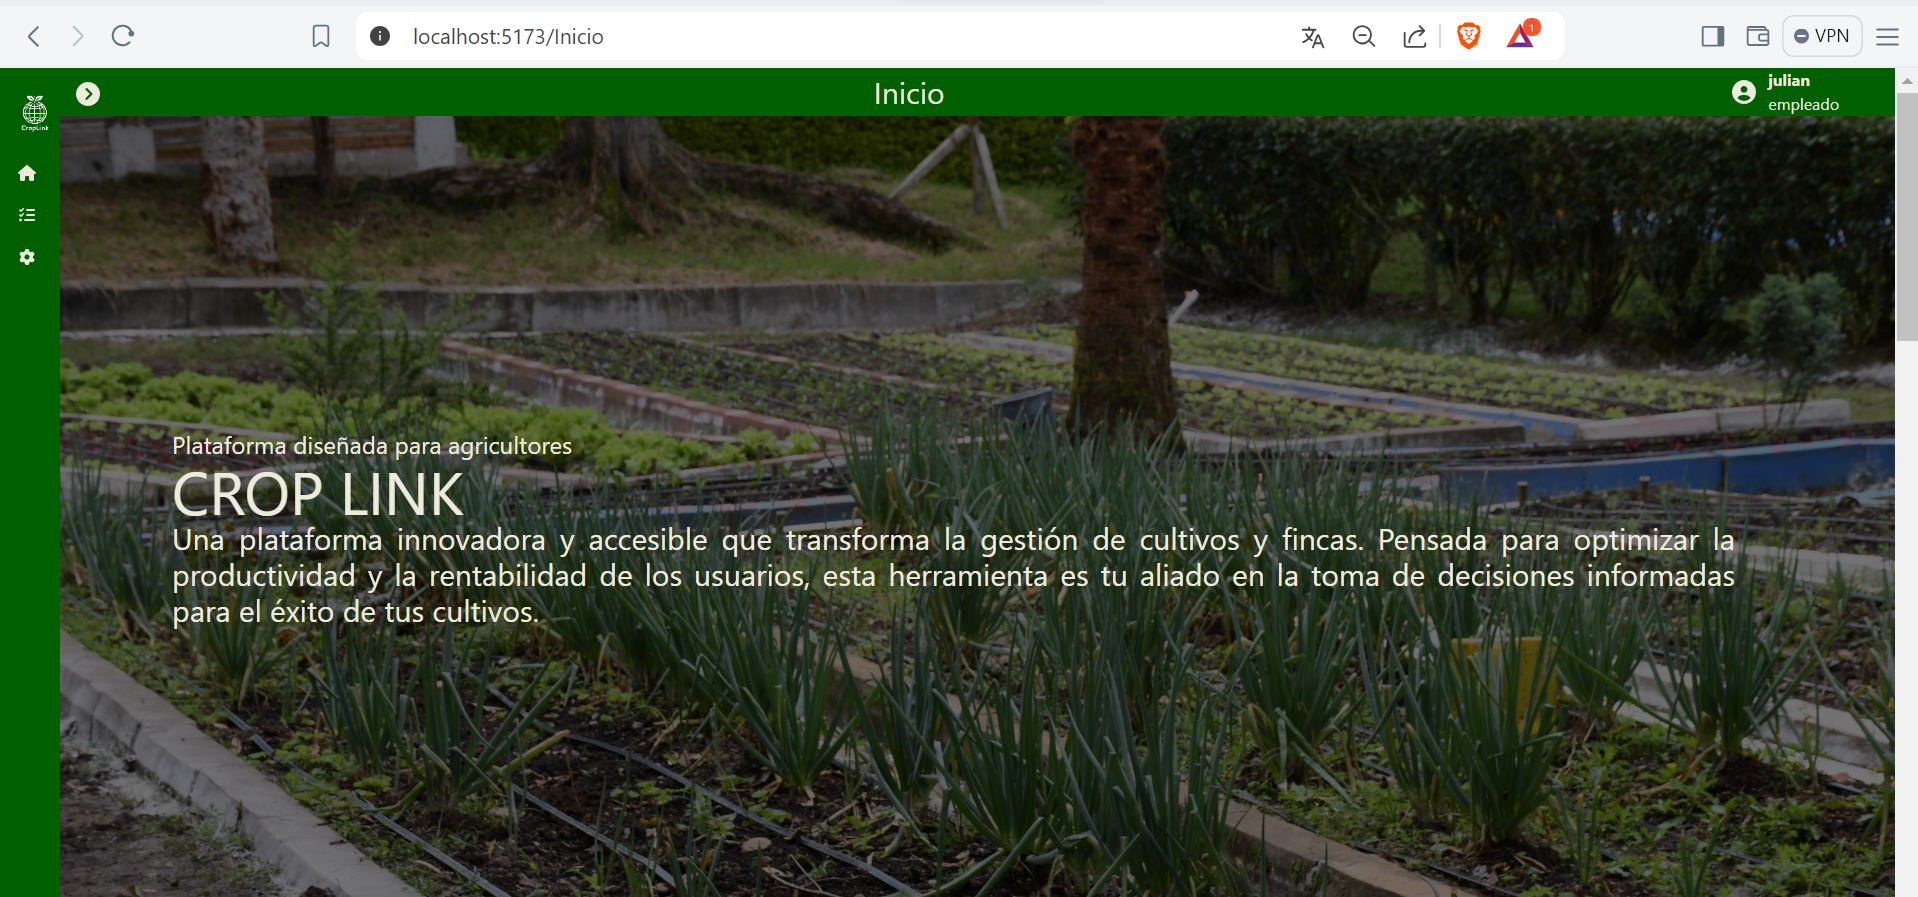 localhost:5173/Inicio
1
VPN
CropLink
Inicio
julian
empleado
Plataforma diseñada para agricultores
CROP LINK
Una plataforma innovadora y accesible que transforma la gestión de cultivos y fincas. Pensada para optimizar la
productividad y la rentabilidad de los usuarios, esta herramienta es tu aliado en la toma de decisiones informadas
para el éxito de tus cultivos.